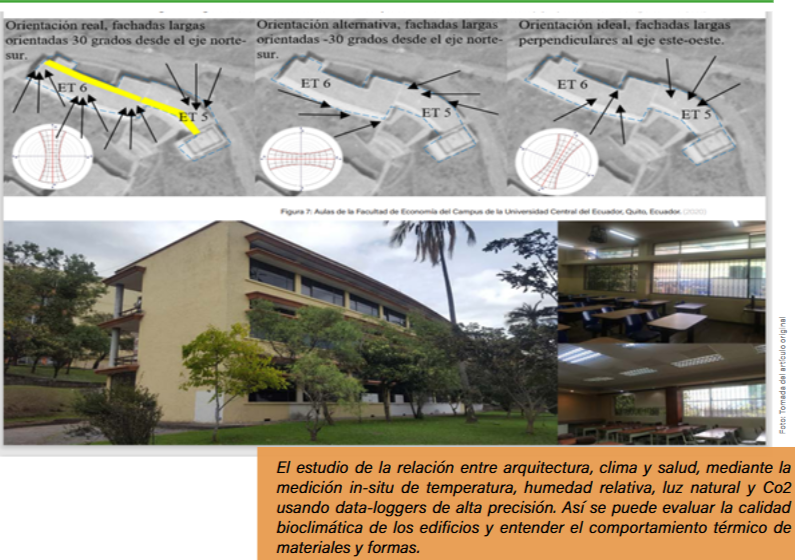 Orientación real, fachadas largas
orientadas 30 grados desde el eje norte-
sur.
Orientación alternativa, fachadas largas
orientadas -30 grados desde el eje norte-
sur.
Orientación ideal, fachadas largas
perpendiculares al eje este-oeste.
ET 6
ET 5
ET 6
ET 5
ET 6
ET 5
Figura 7: Aulas de la Facultad de Economía del Campus de la Universidad Central del Ecuador, Quito, Ecuador. (2020)
Foto: Tomada del artículo original
El estudio de la relación entre arquitectura, clima y salud, mediante la
medición in-situ de temperatura, humedad relativa, luz natural y Co2
usando data-loggers de alta precisión. Así se puede evaluar la calidad
bioclimática de los edificios y entender el comportamiento térmico de
materiales y formas.